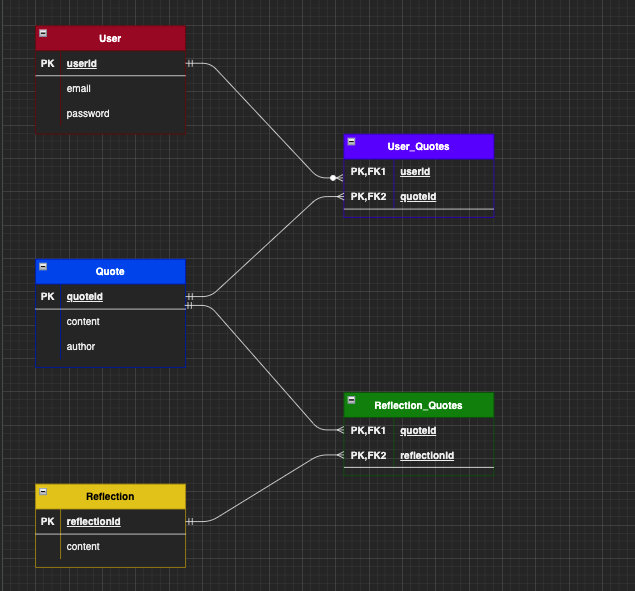 User
PK userId
email
password
User_Quotes
PK,FK1 userId
PK,FK2 quoteId
Quote
PK quoteId
content
author
Reflection_Quotes
PK,FK1 quoteId
PK,FK2 reflectionId
Reflection
PK reflectionId
content